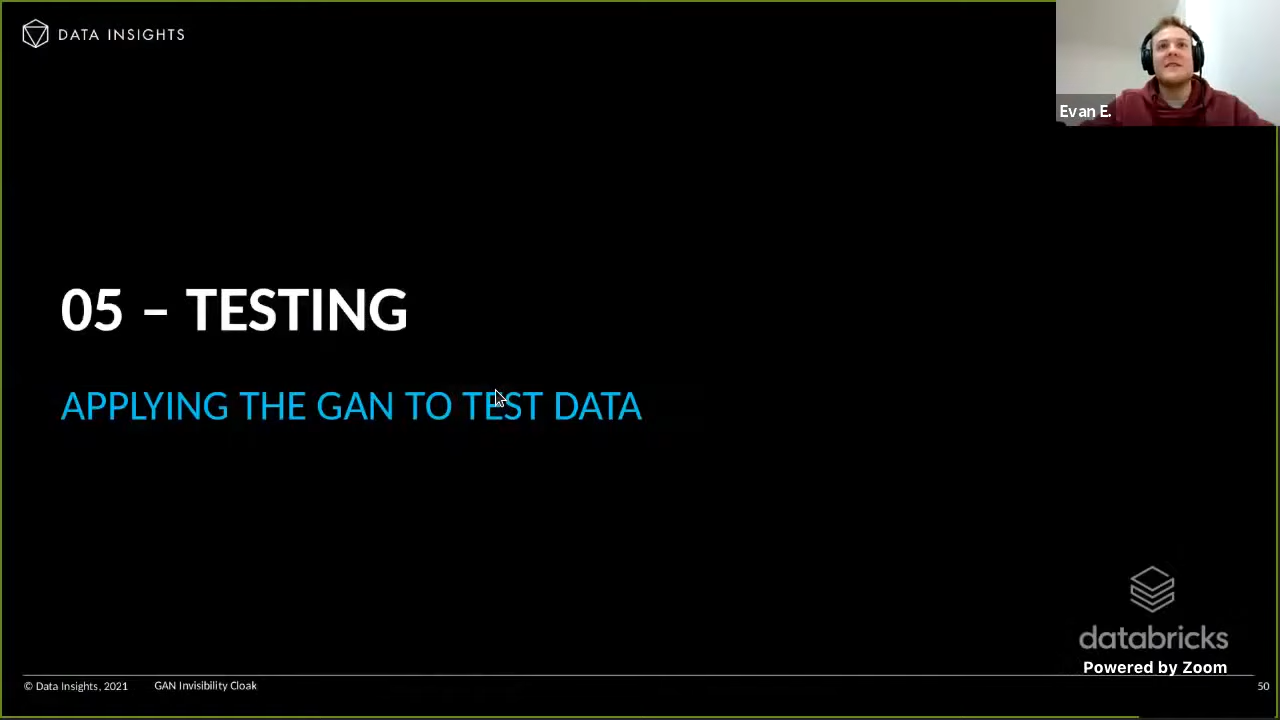 DATA INSIGHTS
Evan E.
05 – TESTING
APPLYING THE GAN TO TEST DATA
databricks
Powered by Zoom
© Data Insights, 2021 GAN Invisibility Cloak 50